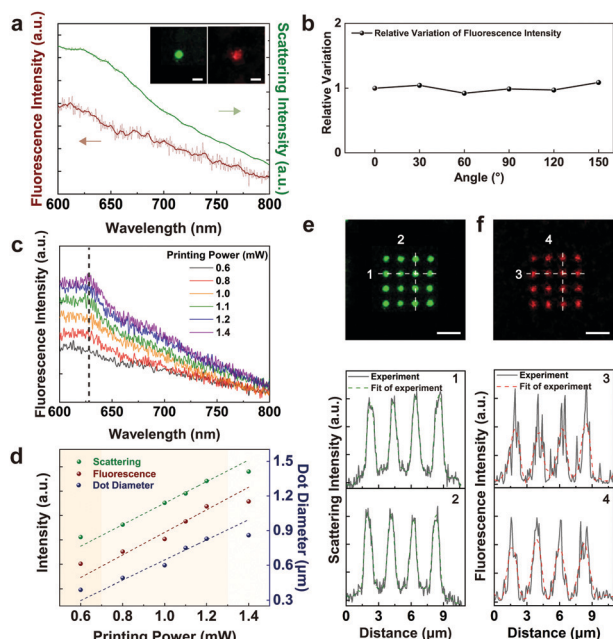 a
Fluorescence Intensity (a.u.)
Scattering Intensity (a.u.)
600 650 700 750 800
Wavelength (nm)
b
Relative Variation of Fluorescence Intensity
Relative Variation
2
1
0
0 30 60 90 120 150
Angle (°)
c
Fluorescence Intensity (a.u.)
Printing Power (mW)
0.6
0.8
1.0
1.1
1.2
1.4
600 650 700 750 800
Wavelength (nm)
d
Intensity (a.u.)
Scattering
Fluorescence
Dot Diameter
Dot Diameter (μm)
1.5
1.2
0.9
0.6
0.3
0.6 0.8 1.0 1.2 1.4
Printing Power (mW)
e
2
1
Scattering Intensity (a.u.)
Experiment
Fit of experiment
1
2
0 3 6 9
Distance (μm)
f
4
3
Fluorescence Intensity (a.u.)
Experiment
Fit of experiment
3
4
0 3 6 9
Distance (μm)